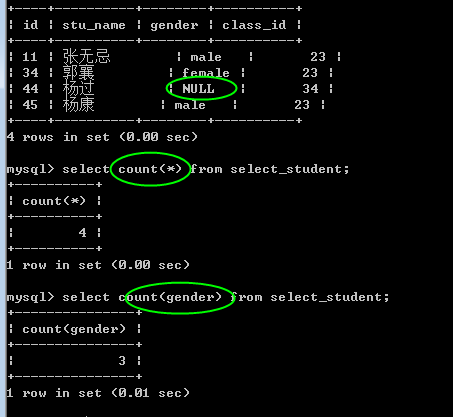 +----+----------+--------+----------+
| id | stu_name | gender | class_id |
+----+----------+--------+----------+
| 11 | 张无忌 | male | 23 |
| 34 | 郭襄 | female | 23 |
| 44 | 杨过 | NULL | 34 |
| 45 | 杨康 | male | 23 |
+----+----------+--------+----------+
4 rows in set (0.00 sec)
mysql> select count(*) from select_student;
+----------+
| count(*) |
+----------+
| 4 |
+----------+
1 row in set (0.00 sec)
mysql> select count(gender) from select_student;
+---------------+
| count(gender) |
+---------------+
| 3 |
+---------------+
1 row in set (0.01 sec)